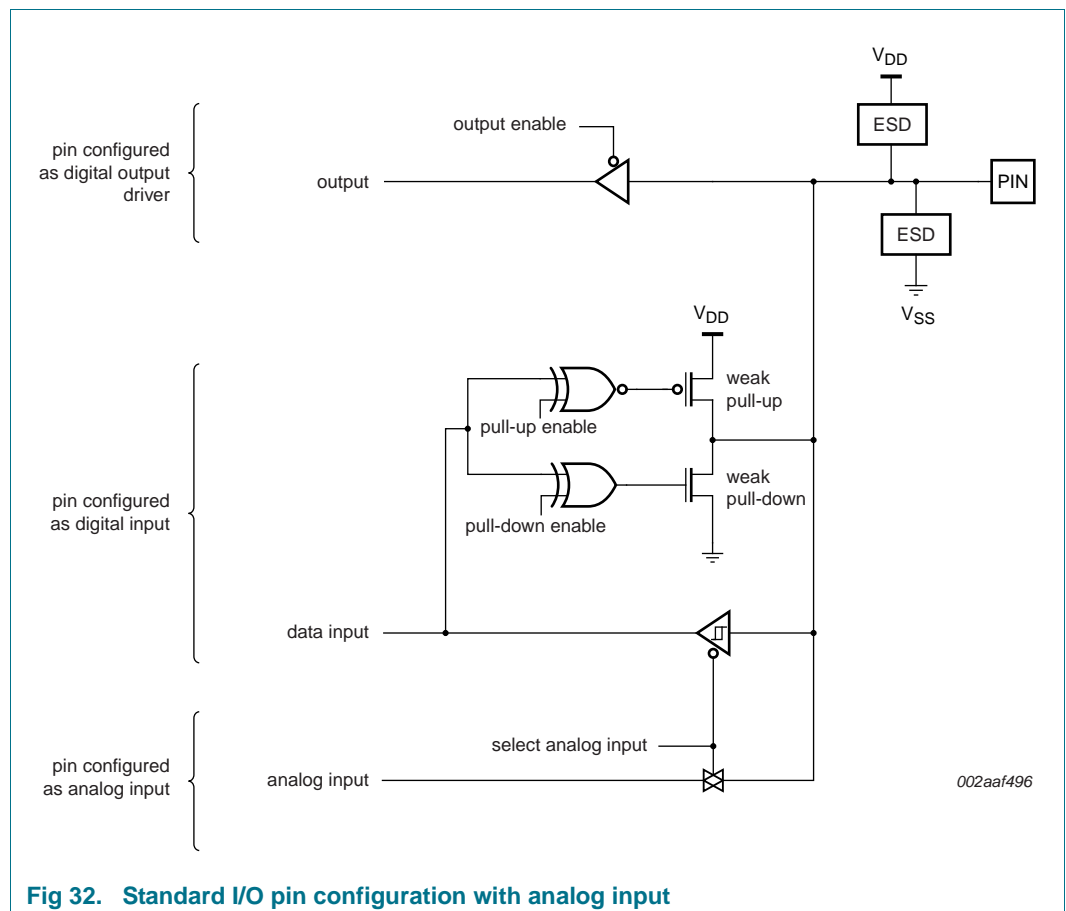 VDD
ESD
output enable
pin configured
as digital output
driver
output
PIN
ESD
VSS
VDD
weak
pull-up
pull-up enable
pin configured
as digital input
weak
pull-down
pull-down enable
data input
select analog input
pin configured
as analog input
analog input
002aaf496
Fig 32. Standard I/O pin configuration with analog input